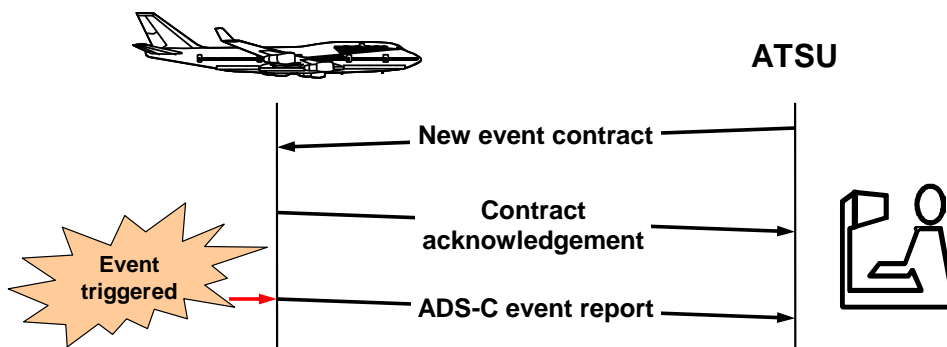 ATSU
New event contract
Contract
acknowledgement
Event
triggered
ADS-C event report